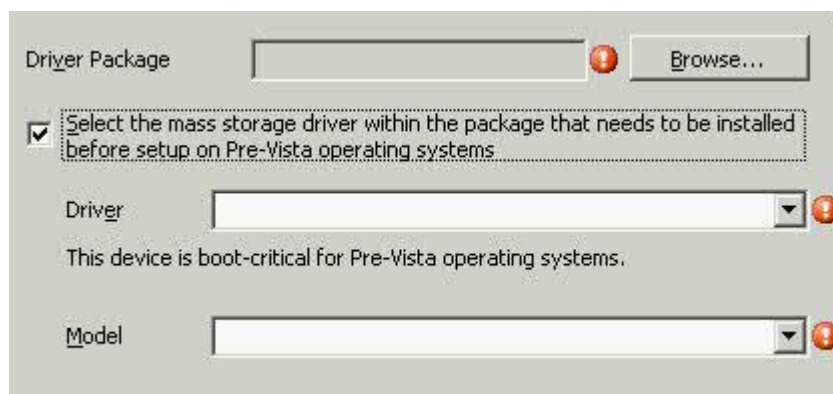 Driver Package
Browse...
Select the mass storage driver within the package that needs to be installed
before setup on Pre-Vista operating systems
Driver
This device is boot-critical for Pre-Vista operating systems.
Model